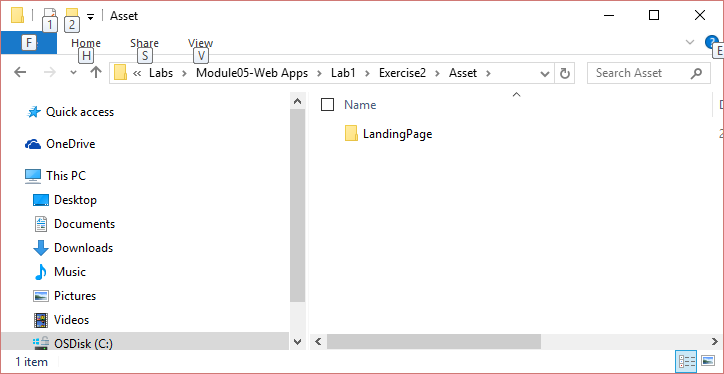 1 2 Asset
F Home Share View E
H S V
« Labs Module05-Web Apps Lab1 Exercise2 Asset Search Asset
Name
Quick access
LandingPage
OneDrive
This PC
Desktop
Documents
Downloads
Music
Pictures
Videos
OSDisk (C:)
1 item